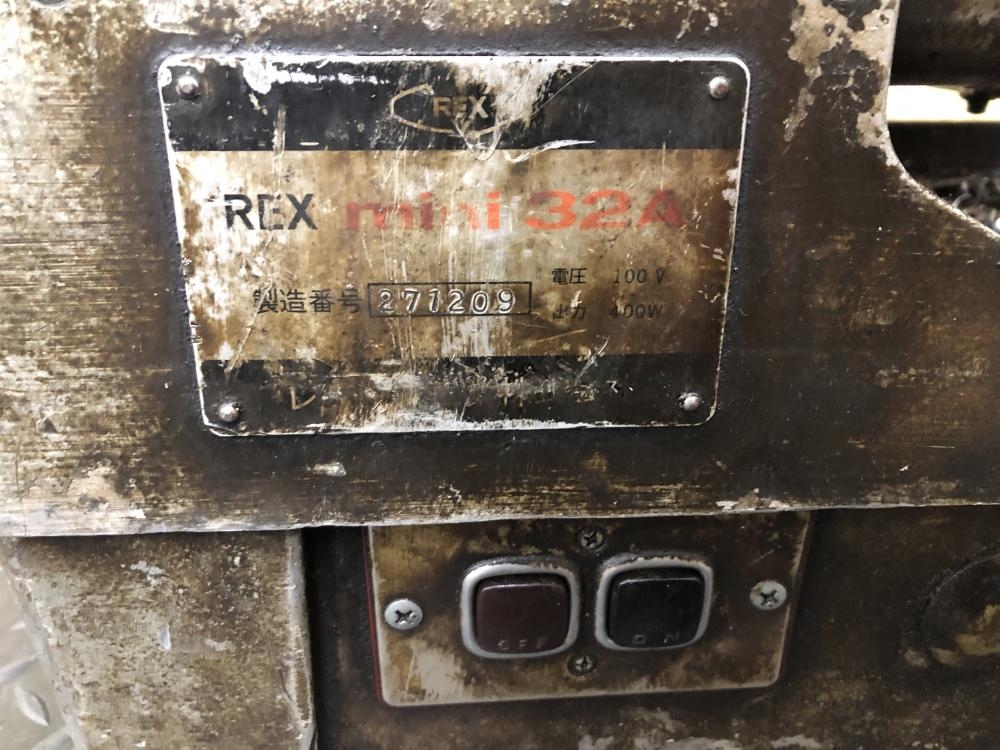 REX
REX mini 32A
電圧 100V
製造番号 271209
出力 400W
OFF
ON